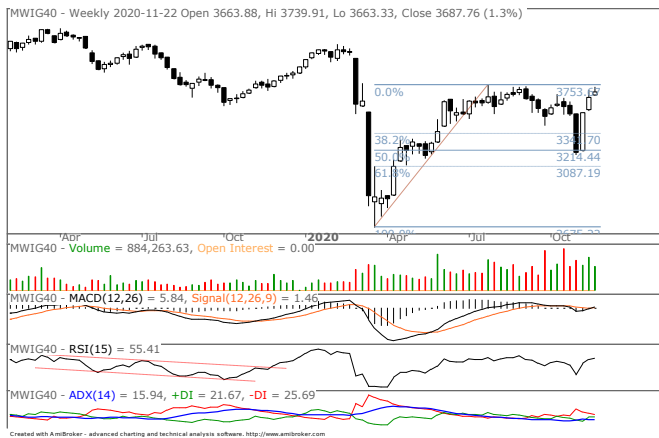 MWIG40 - Weekly 2020-11-22 Open 3663.88, Hi 3739.91, Lo 3663.33, Close 3687.76 (1.3%)
0.0% 3753.67
38.2%
50.0% 3214.44
61.8% 3087.19
Apr Jul Oct 2020 Apr Jul Oct
MWIG40 - Volume = 884,263.63, Open Interest = 0.00
MWIG40 - MACD(12,26) = 5.84, Signal(12,26,9) = 1.46
MWIG40 - RSI(15) = 55.41
MWIG40 - ADX(14) = 15.94, +DI = 21.67, -DI = 25.69
Created with AmiBroker - advanced charting and technical analysis software. http://www.amibroker.com